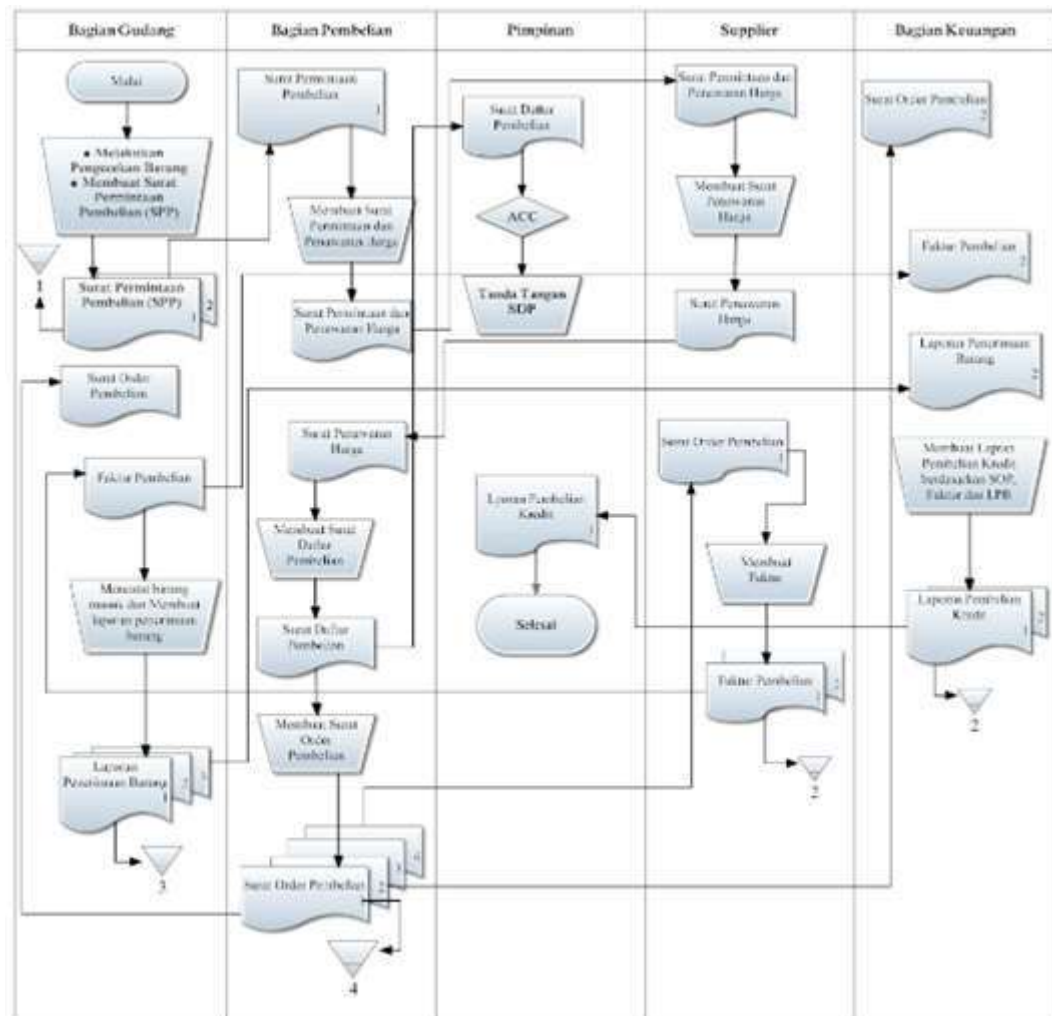 Bagian Gudang
Bagian Pembelian
Pimpinan
Supplier
Bagian Keuangan
Mulai
• Melakukan
Pengecekan Barang
• Membuat Surat
Permintaan
Pembelian (SPP)
1
Surat Permintaan
Pembelian (SPP)
1
2
Surat Order
Pembelian
Faktur Pembelian
Mencatat barang
masuk dan Membuat
laporan penerimaan
barang
Laporan
Penerimaan Barang
1
3
Surat Permintaan
Pembelian
1
Membuat Surat
Permintaan dan
Penawaran Harga
Surat Permintaan dan
Penawaran Harga
Surat Penawaran
Harga
Membuat Surat
Daftar
Pembelian
Surat Daftar
Pembelian
Membuat Surat
Order
Pembelian
Surat Order Pembelian
4
Surat Daftar
Pembelian
ACC
Tanda Tangan
SDP
Laporan Pembelian
Kredit
Selesai
Surat Permintaan dan
Penawaran Harga
Membuat Surat
Penawaran
Harga
Surat Penawaran
Harga
Surat Order Pembelian
Membuat
Faktur
Faktur Pembelian
2
Surat Order Pembelian
Faktur Pembelian
Laporan Penerimaan
Barang
Membuat Laporan
Pembelian Kredit
berdasarkan SOP,
Faktur dan LPB
Laporan Pembelian
Kredit
2